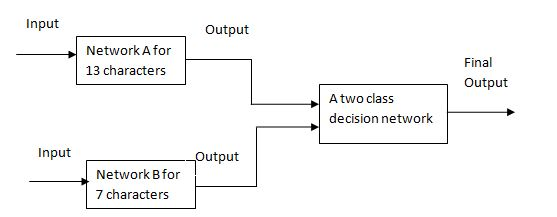 Input
Network A for
13 characters
Output
A two class
decision network
Final
Output
Input
Network B for
7 characters
Output